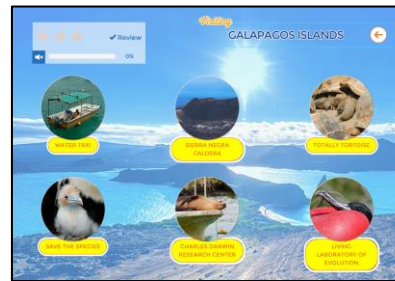 Visiting
GALAPAGOS ISLANDS
✔ Review
0%
WATER TAXI
SIERRA NEGRA
CALDERA
TOTALLY TORTOISE
SAVE THE SPECIES
CHARLES DARWIN
RESEARCH CENTER
LIVING
LABORATORY OF
EVOLUTION